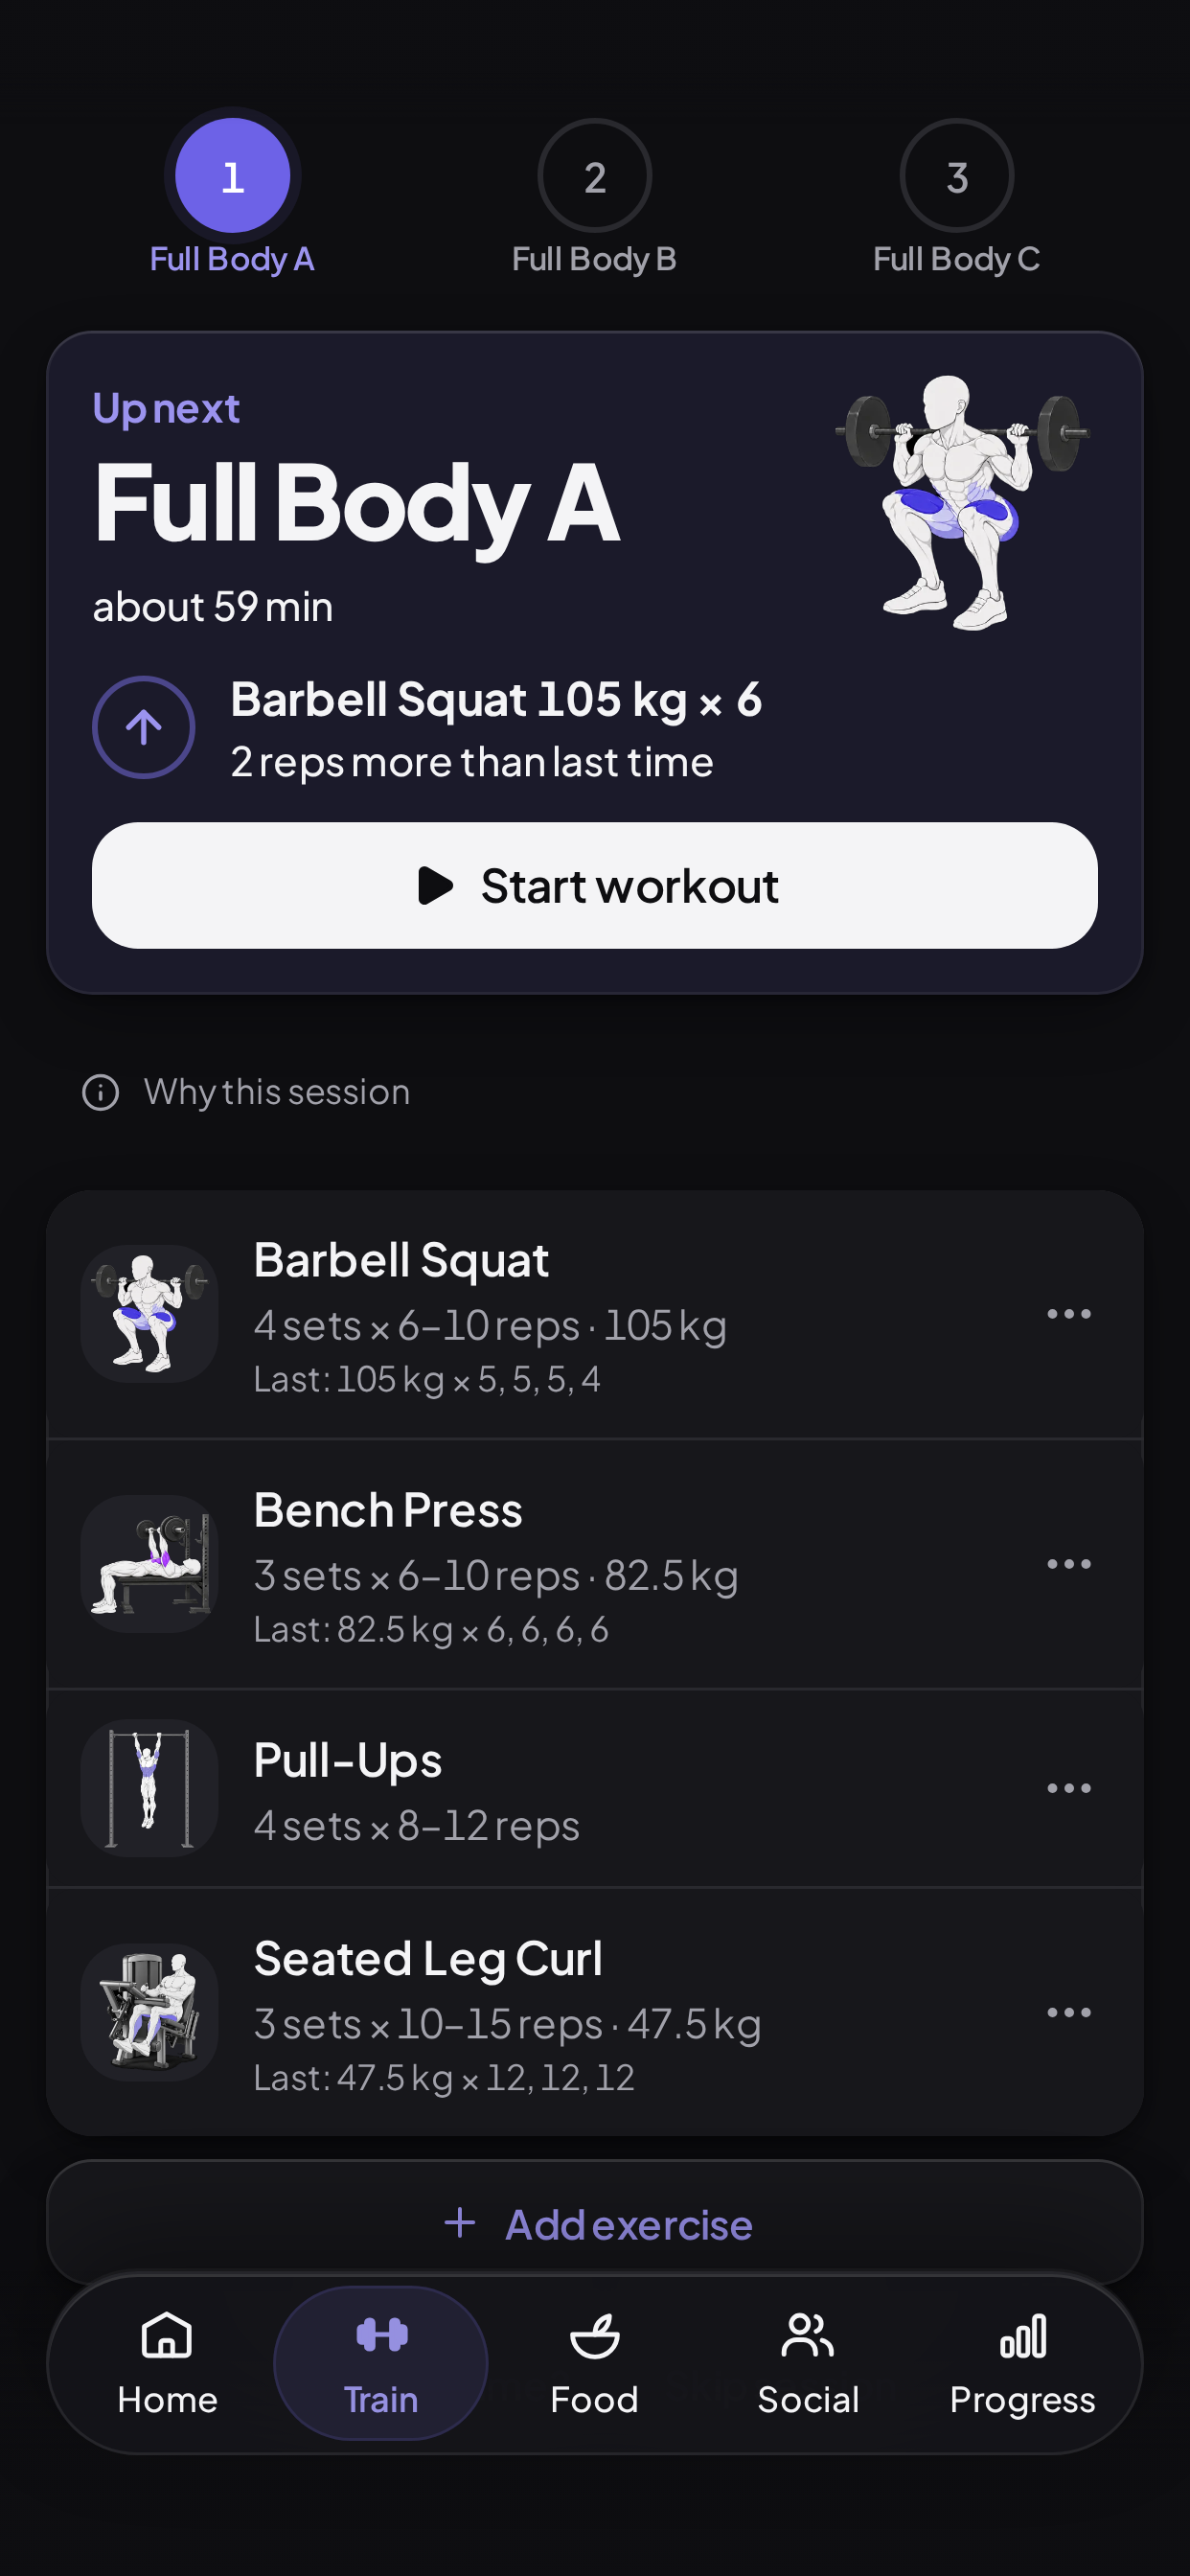 1
2
3
Full Body A
Full Body B
Full Body C
Up next
Full Body A
about 59 min
Barbell Squat 105 kg × 6
2 reps more than last time
Start workout
Why this session
Barbell Squat
4 sets × 6–10 reps · 105 kg
Last: 105 kg × 5, 5, 5, 4
Bench Press
3 sets × 6–10 reps · 82.5 kg
Last: 82.5 kg × 6, 6, 6, 6
Pull-Ups
4 sets × 8–12 reps
Seated Leg Curl
3 sets × 10–15 reps · 47.5 kg
Last: 47.5 kg × 12, 12, 12
Add exercise
Home
Train
Food
Social
Progress